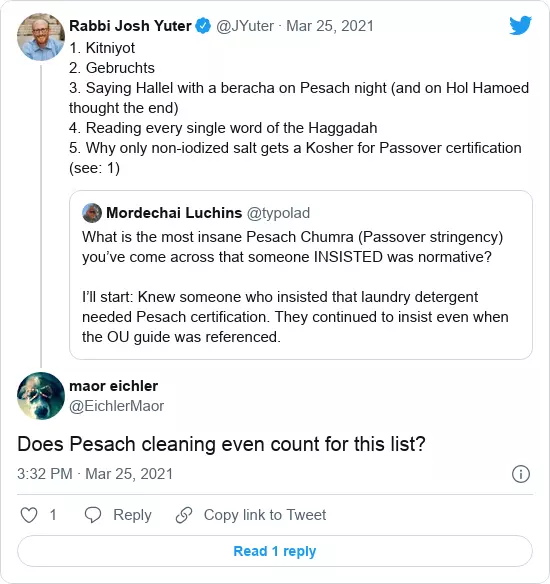 Rabbi Josh Yuter @JYuter · Mar 25, 2021
1. Kitniyot
2. Gebruchts
3. Saying Hallel with a beracha on Pesach night (and on Hol Hamoed
thought the end)
4. Reading every single word of the Haggadah
5. Why only non-iodized salt gets a Kosher for Passover certification
(see: 1)
Mordechai Luchins @typolad
What is the most insane Pesach Chumra (Passover stringency)
you’ve come across that someone INSISTED was normative?
I’ll start: Knew someone who insisted that laundry detergent
needed Pesach certification. They continued to insist even when
the OU guide was referenced.
maor eichler
@EichlerMaor
Does Pesach cleaning even count for this list?
3:32 PM · Mar 25, 2021
1 Reply Copy link to Tweet
Read 1 reply